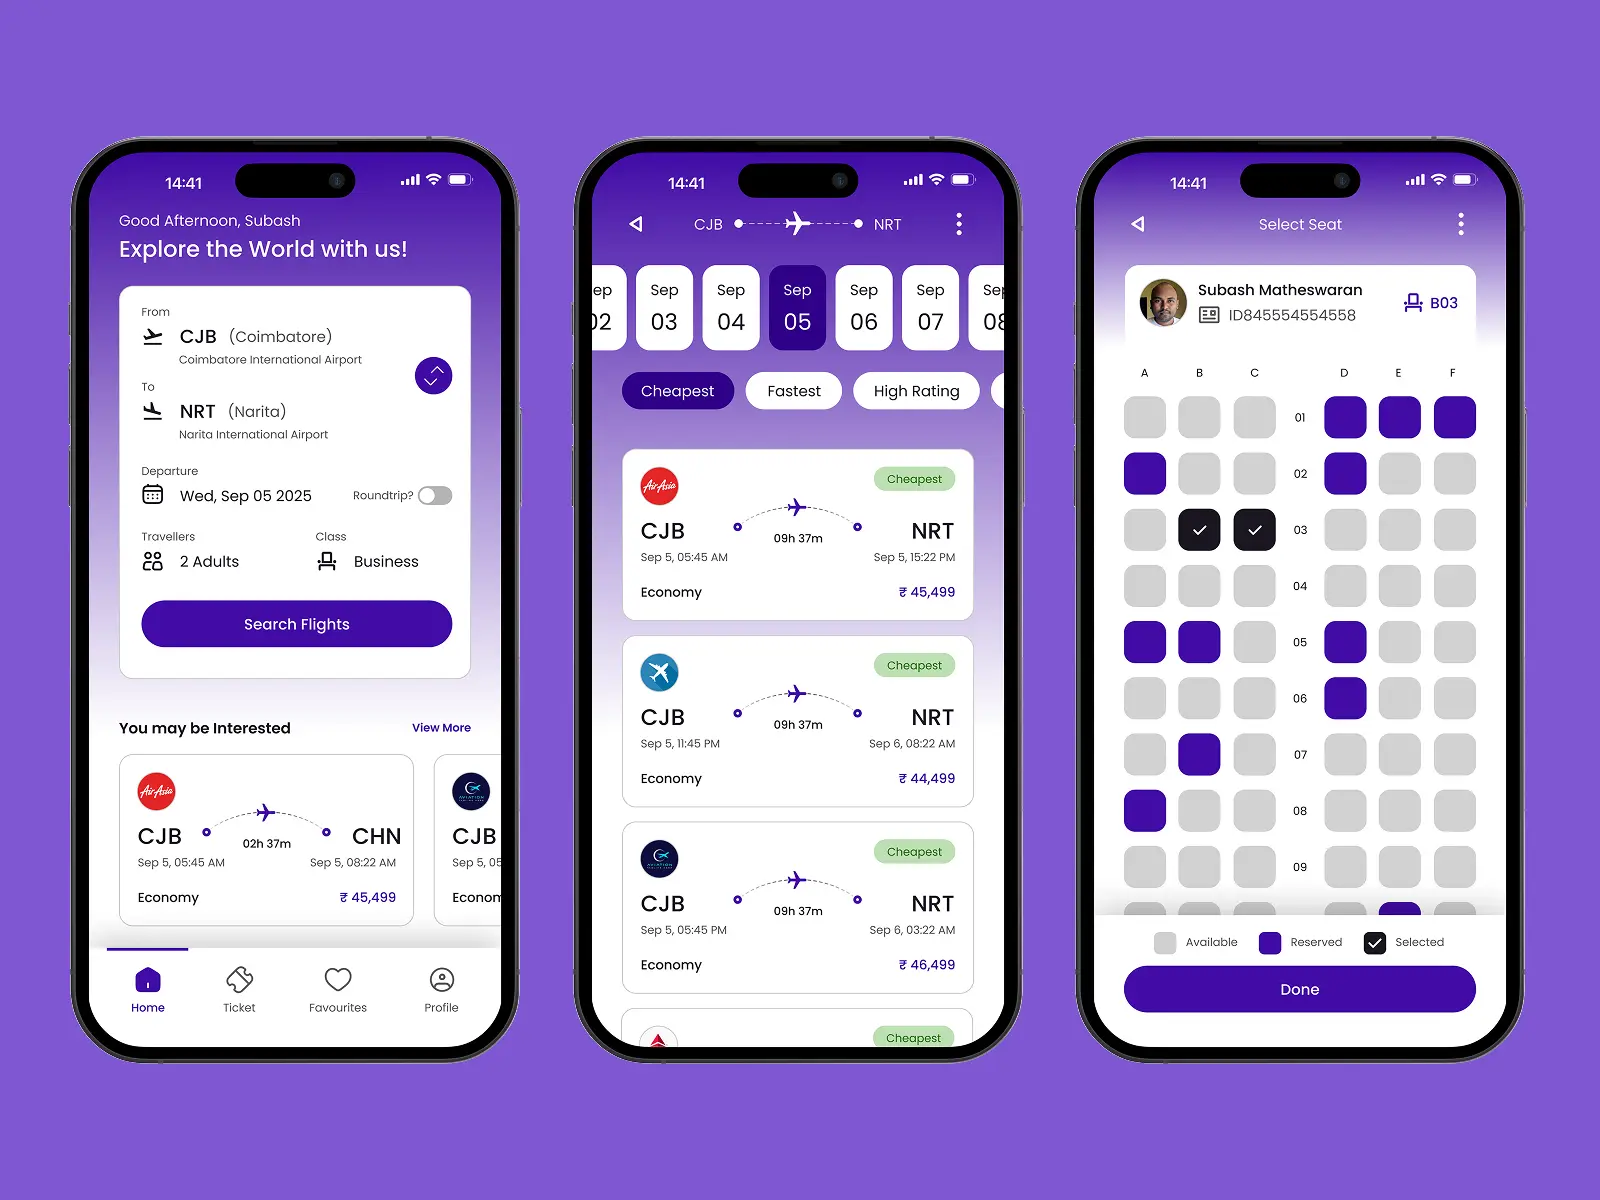 14:41
Good Afternoon, Subash
Explore the World with us!
From
CJB (Coimbatore)
Coimbatore International Airport
To
NRT (Narita)
Narita International Airport
Departure
Wed, Sep 05 2025 Roundtrip?
Travellers Class
2 Adults Business
Search Flights
You may be Interested View More
AirAsia
CJB CHN
02h 37m
Sep 5, 05:45 AM Sep 5, 08:22 AM
Economy ₹ 45,499
AVIATION
CJB
Sep 5, 05
Econom
Home Ticket Favourites Profile
14:41
CJB NRT
ep Sep Sep Sep Sep Sep Sep
02 03 04 05 06 07 08
Cheapest Fastest High Rating
AirAsia Cheapest
CJB NRT
09h 37m
Sep 5, 05:45 AM Sep 5, 15:22 PM
Economy ₹ 45,499
Cheapest
CJB NRT
09h 37m
Sep 5, 11:45 PM Sep 6, 08:22 AM
Economy ₹ 44,499
AVIATION Cheapest
CJB NRT
09h 37m
Sep 5, 05:45 PM Sep 6, 03:22 AM
Economy ₹ 46,499
Cheapest
14:41
Select Seat
Subash Matheswaran
ID845554554558
B03
A B C D E F
01
02
03
04
05
06
07
08
09
Available Reserved Selected
Done